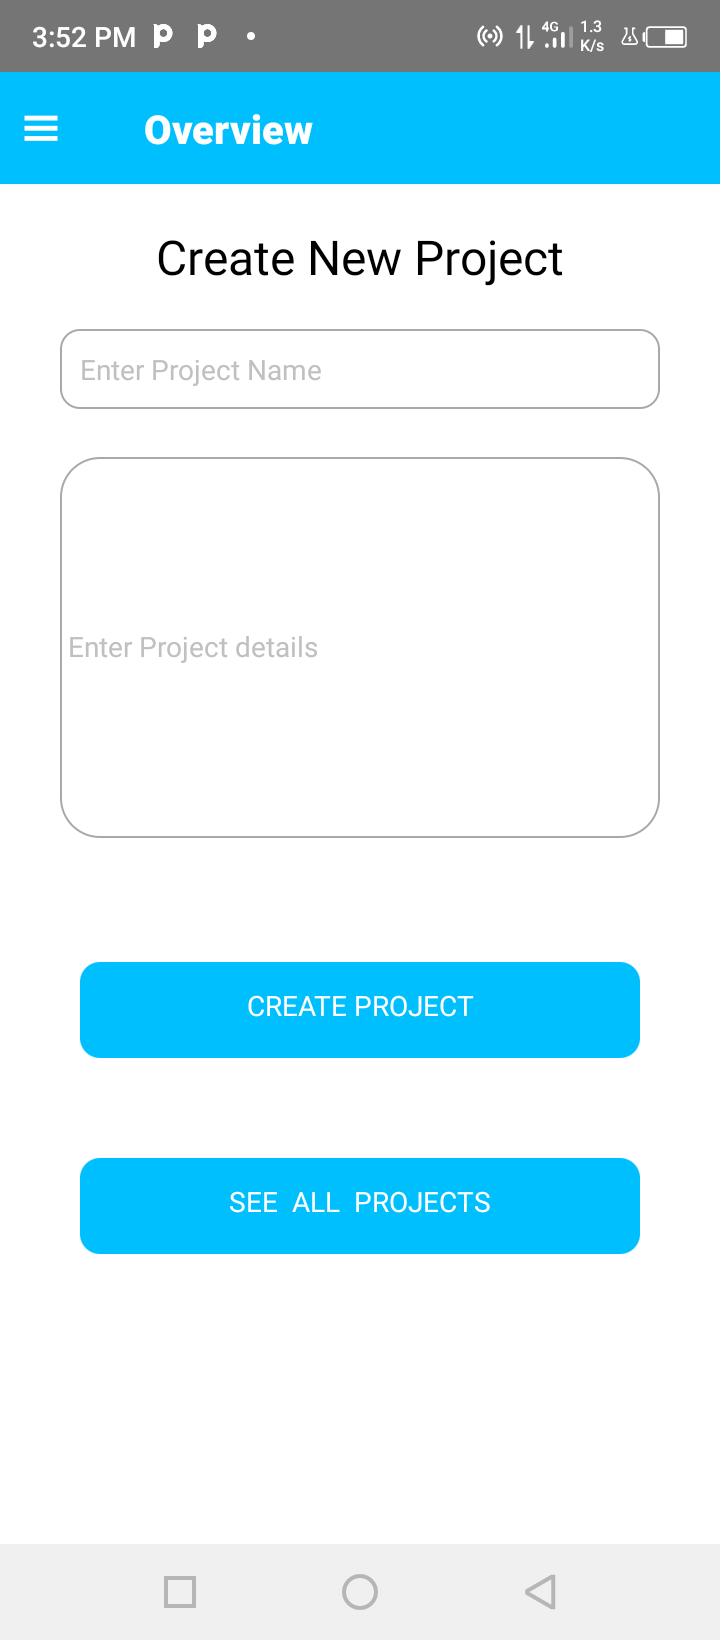 3:52 PM p p • 4G 1.3 K/s
Overview
Create New Project
Enter Project Name
Enter Project details
CREATE PROJECT
SEE ALL PROJECTS